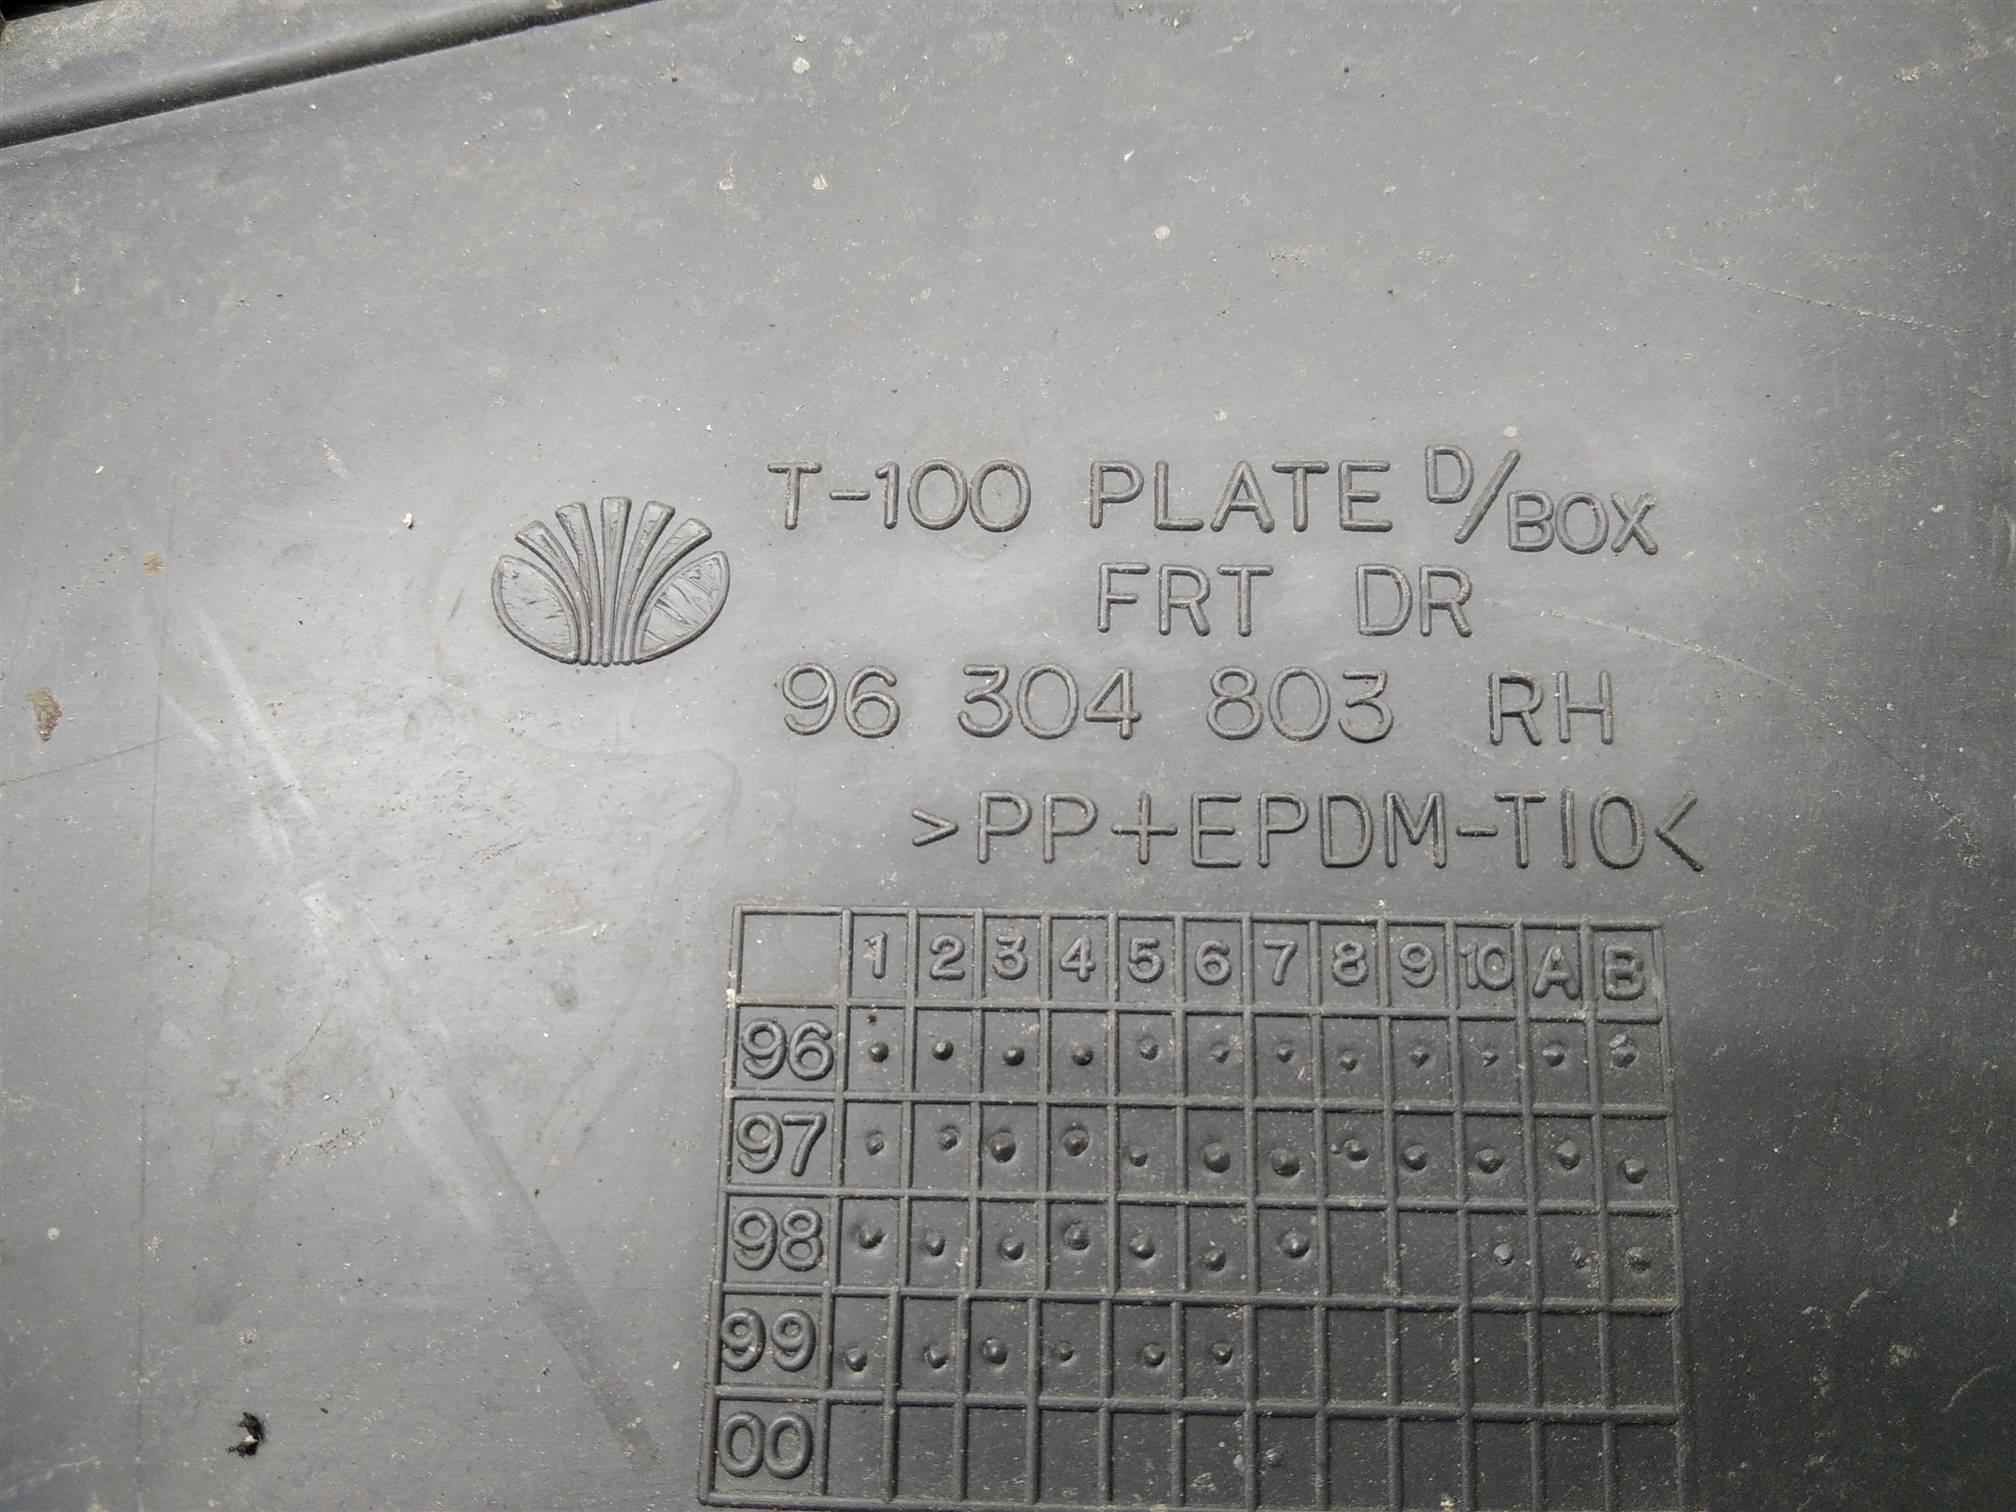 T-100 PLATE D/BOX
FRT DR
96 304 803 RH
>PP+EPDM-T10<
1 2 3 4 5 6 7 8 9 10 A B
96
97
98
99
00